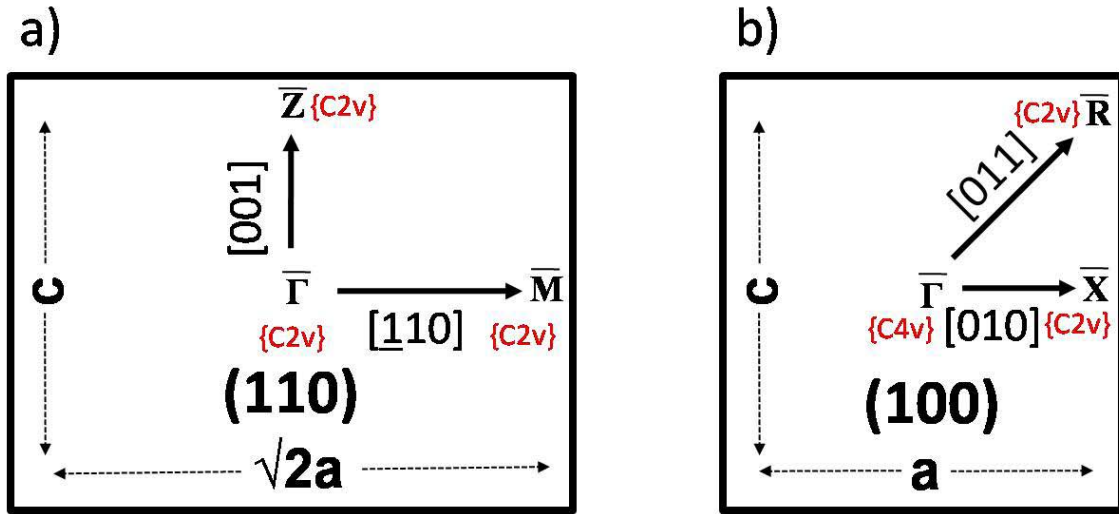 a)
Z̅ {C2v}
[001]
c
Γ̅
M̅
{C2v}
[1̲10]
{C2v}
(110)
√2a
b)
{C2v} R̅
[011]
c
Γ̅
X̅
{C4v} [010] {C2v}
(100)
a